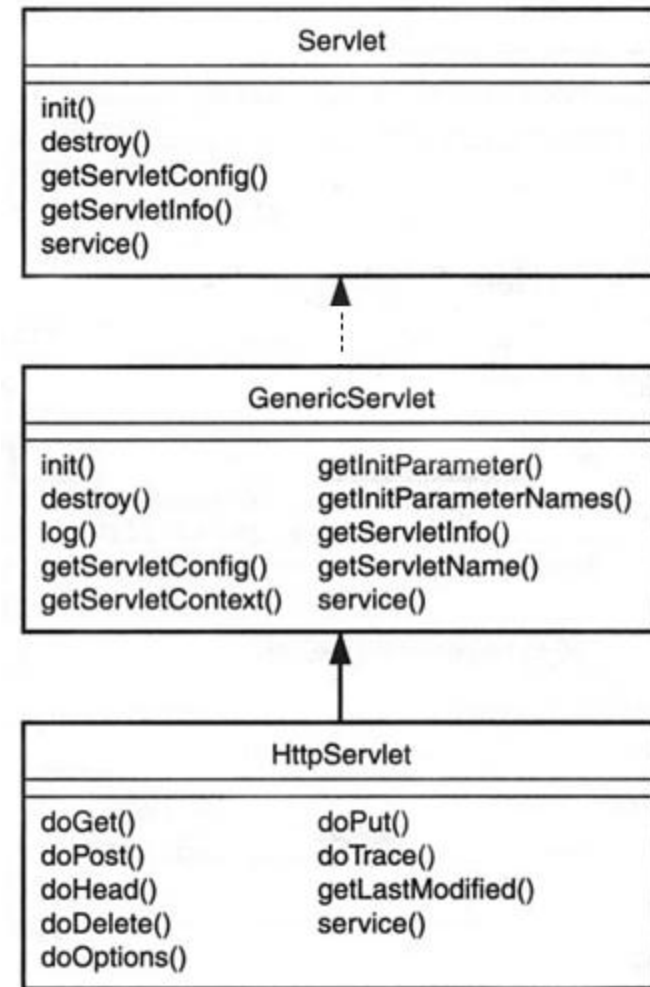 Servlet
init()
destroy()
getServletConfig()
getServletInfo()
service()
GenericServlet
init()
destroy()
log()
getServletConfig()
getServletContext()
getInitParameter()
getInitParameterNames()
getServletInfo()
getServletName()
service()
HttpServlet
doGet()
doPost()
doHead()
doDelete()
doOptions()
doPut()
doTrace()
getLastModified()
service()